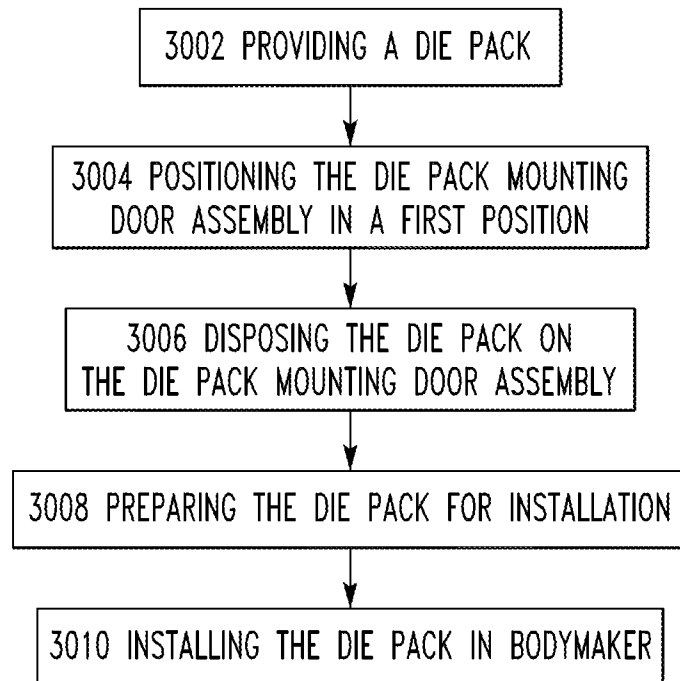 3002 PROVIDING A DIE PACK
3004 POSITIONING THE DIE PACK MOUNTING
DOOR ASSEMBLY IN A FIRST POSITION
3006 DISPOSING THE DIE PACK ON
THE DIE PACK MOUNTING DOOR ASSEMBLY
3008 PREPARING THE DIE PACK FOR INSTALLATION
3010 INSTALLING THE DIE PACK IN BODYMAKER